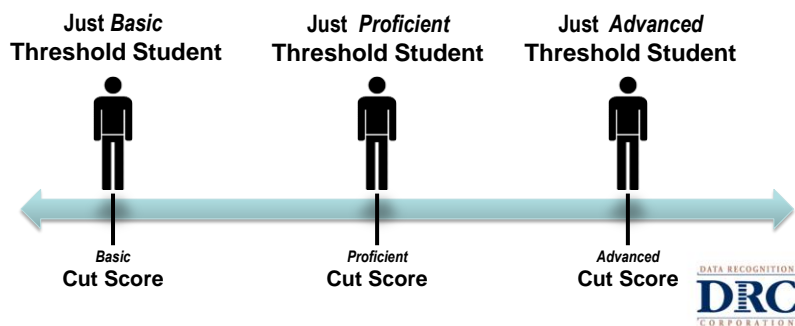 Just Basic
Threshold Student
Just Proficient
Threshold Student
Just Advanced
Threshold Student
Basic
Cut Score
Proficient
Cut Score
Advanced
Cut Score
DATA RECOGNITION
DRC
CORPORATION